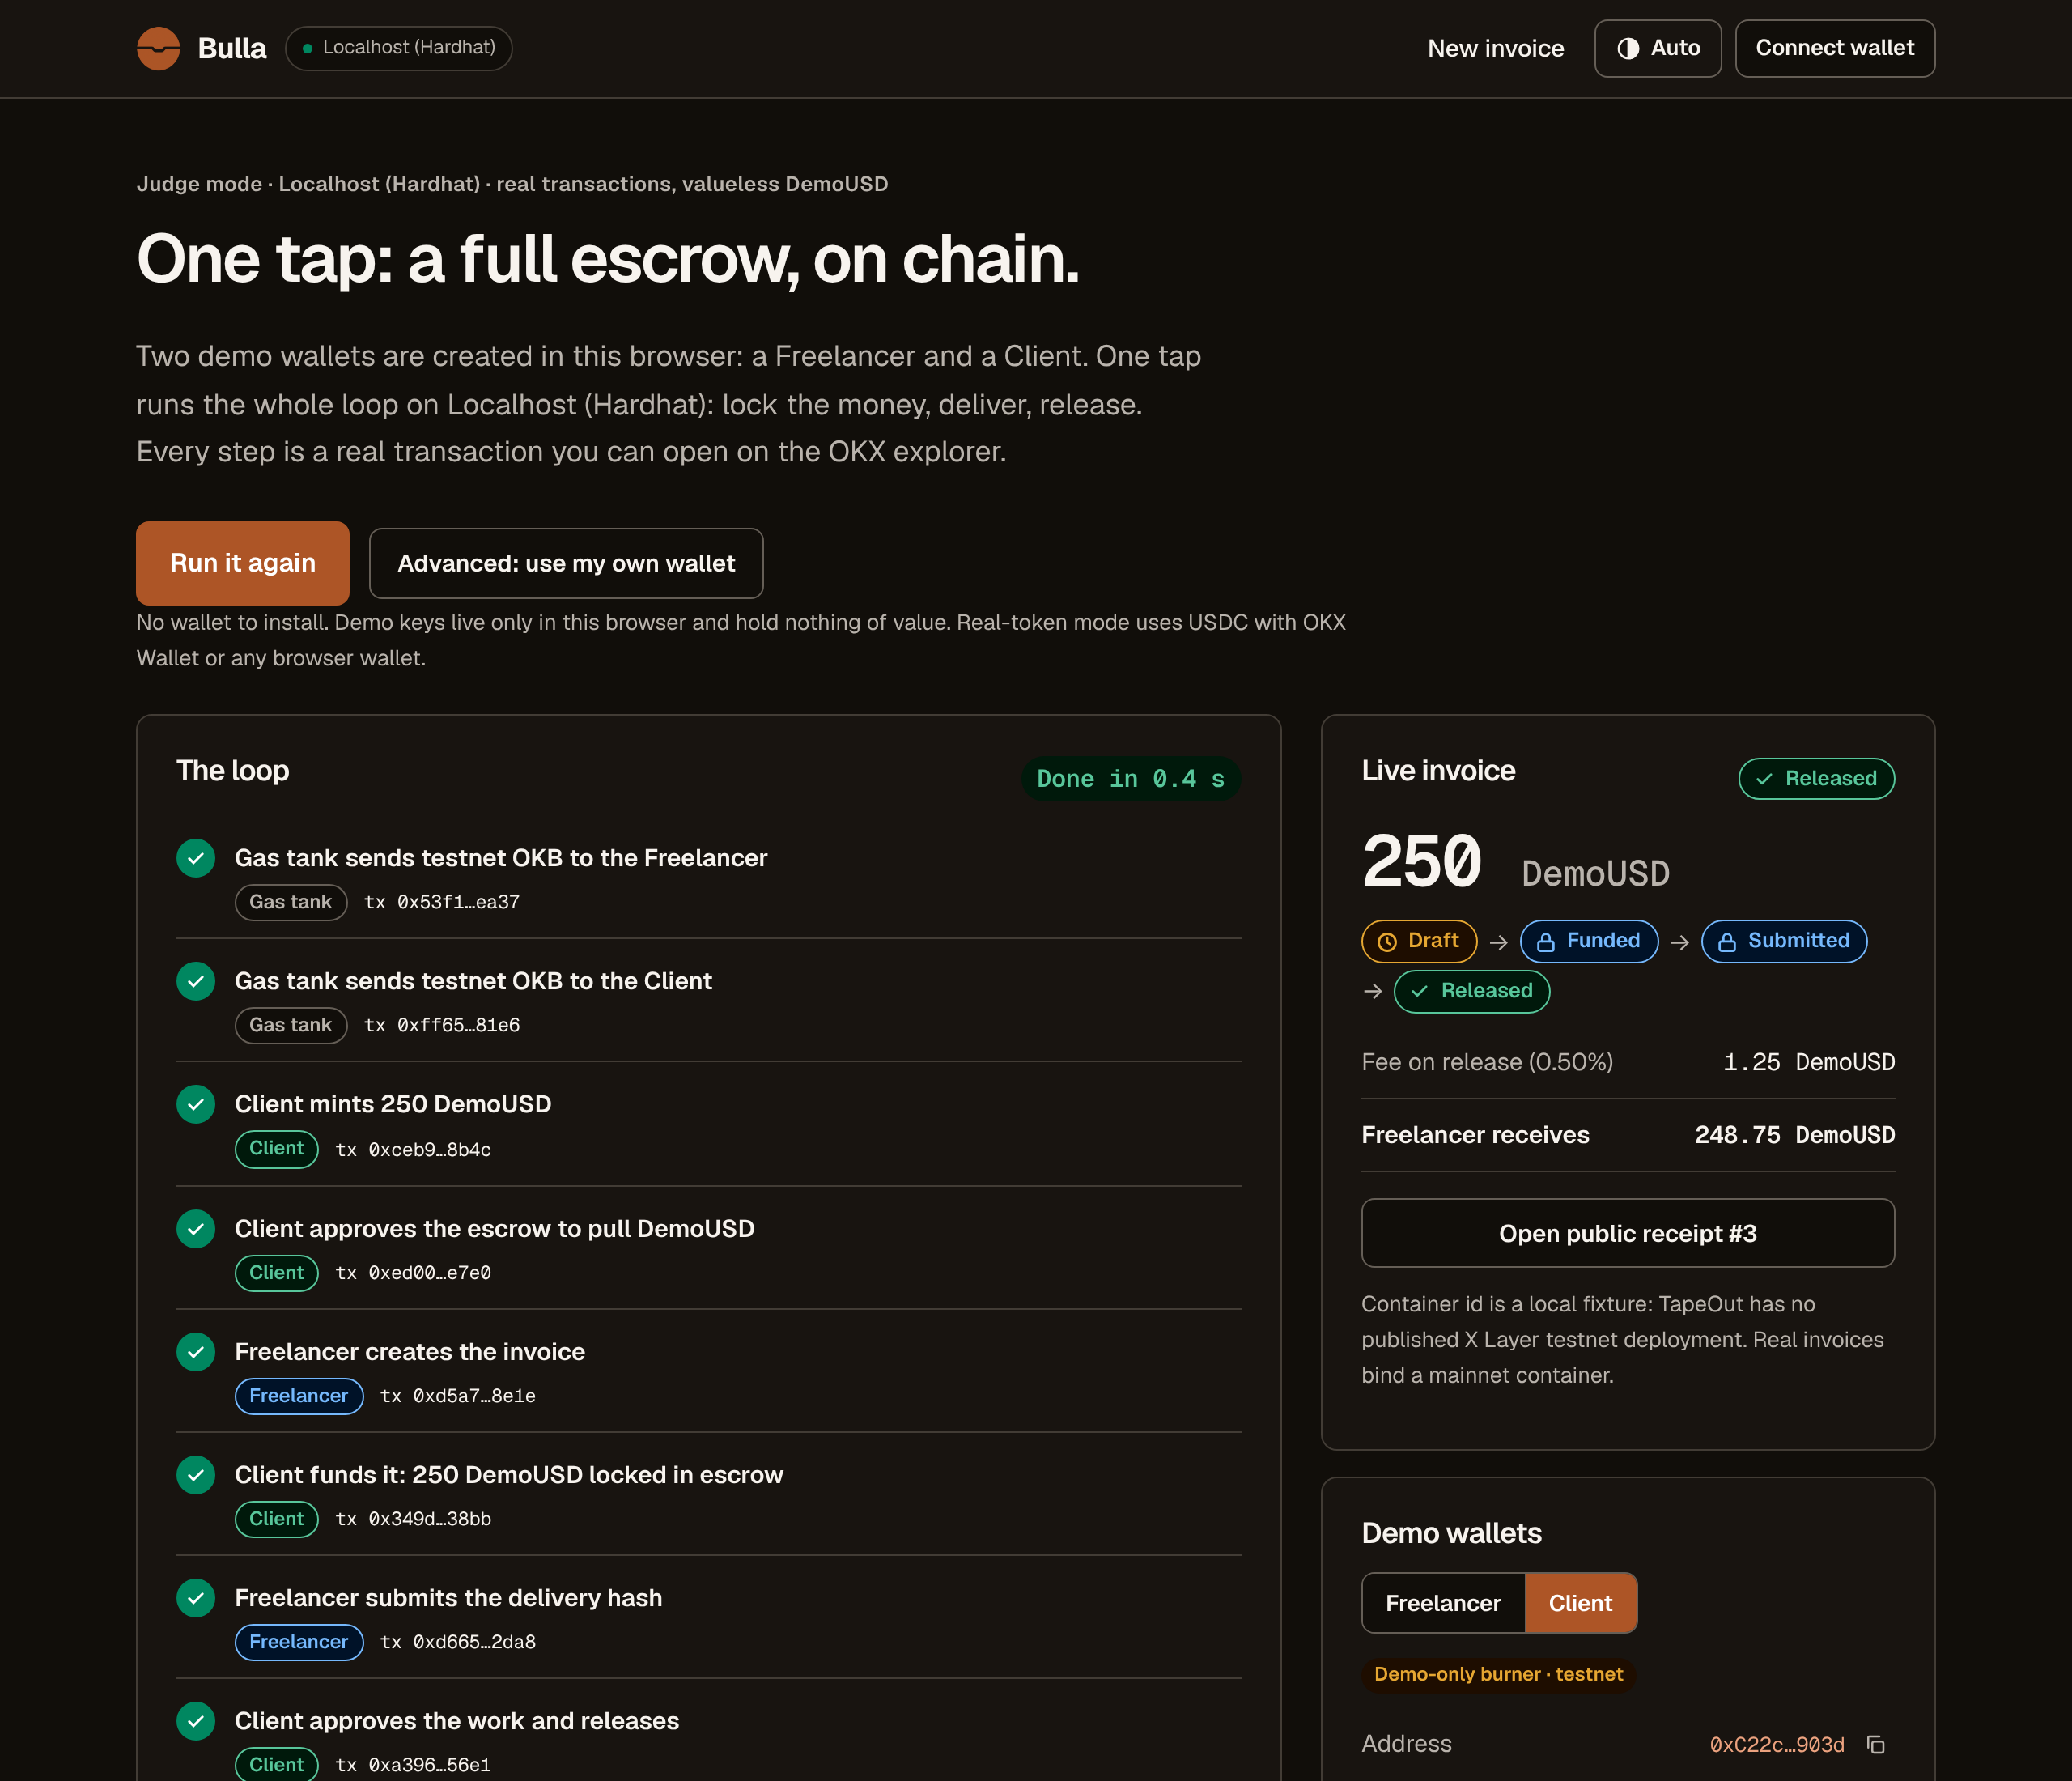 Bulla
Localhost (Hardhat)
New invoice
Auto
Connect wallet
Judge mode · Localhost (Hardhat) · real transactions, valueless DemoUSD
One tap: a full escrow, on chain.
Two demo wallets are created in this browser: a Freelancer and a Client. One tap
runs the whole loop on Localhost (Hardhat): lock the money, deliver, release.
Every step is a real transaction you can open on the OKX explorer.
Run it again
Advanced: use my own wallet
No wallet to install. Demo keys live only in this browser and hold nothing of value. Real-token mode uses USDC with OKX
Wallet or any browser wallet.
The loop
Done in 0.4 s
Gas tank sends testnet OKB to the Freelancer
Gas tank tx 0x53f1…ea37
Gas tank sends testnet OKB to the Client
Gas tank tx 0xff65…81e6
Client mints 250 DemoUSD
Client tx 0xceb9…8b4c
Client approves the escrow to pull DemoUSD
Client tx 0xed00…e7e0
Freelancer creates the invoice
Freelancer tx 0xd5a7…8e1e
Client funds it: 250 DemoUSD locked in escrow
Client tx 0x349d…38bb
Freelancer submits the delivery hash
Freelancer tx 0xd665…2da8
Client approves the work and releases
Client tx 0xa396…56e1
Live invoice
Released
250 DemoUSD
Draft → Funded → Submitted
→ Released
Fee on release (0.50%) 1.25 DemoUSD
Freelancer receives 248.75 DemoUSD
Open public receipt #3
Container id is a local fixture: TapeOut has no
published X Layer testnet deployment. Real invoices
bind a mainnet container.
Demo wallets
Freelancer Client
Demo-only burner · testnet
Address 0xC22c…903d